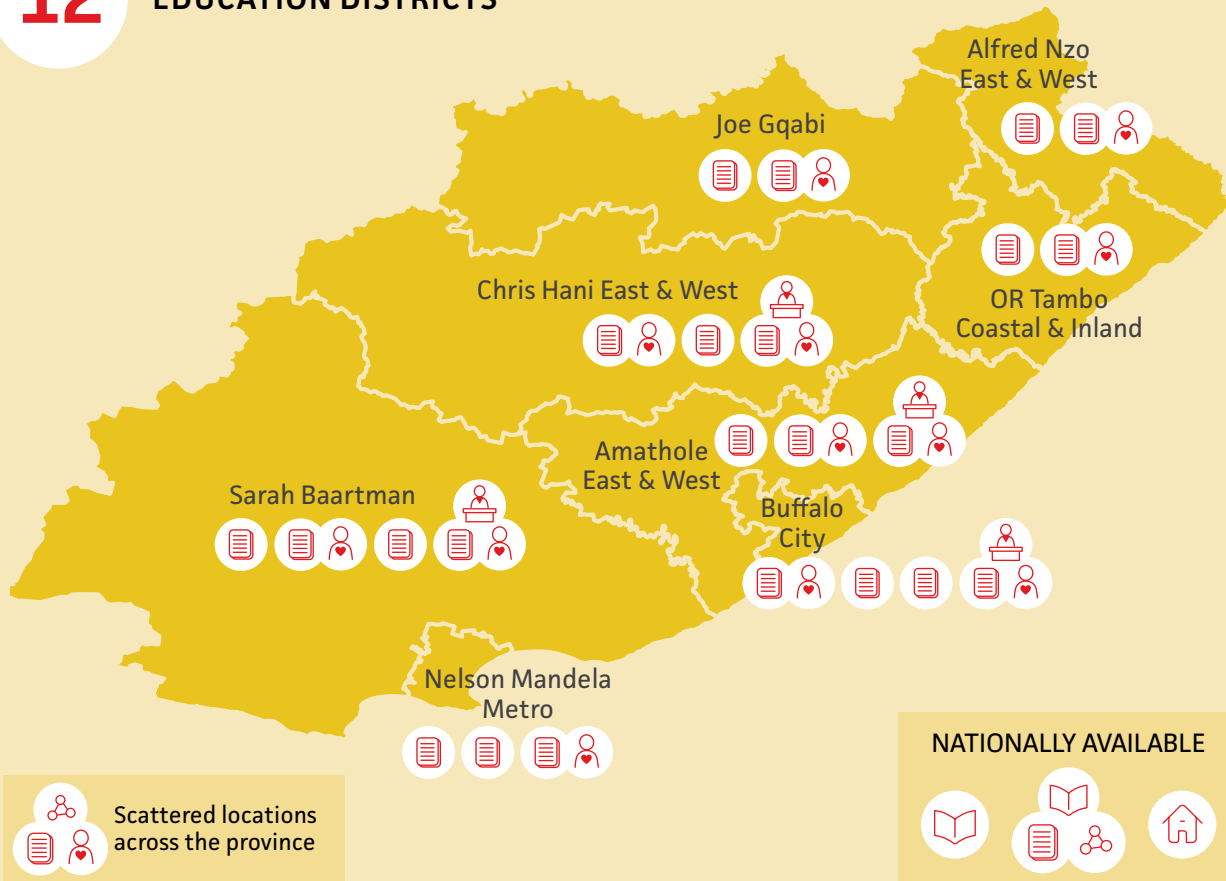 12
EDUCATION DISTRICTS
Alfred Nzo
East & West
Joe Gqabi
Chris Hani East & West
OR Tambo
Coastal & Inland
Amathole
East & West
Sarah Baartman
Buffalo
City
Nelson Mandela
Metro
NATIONALLY AVAILABLE
Scattered locations
across the province